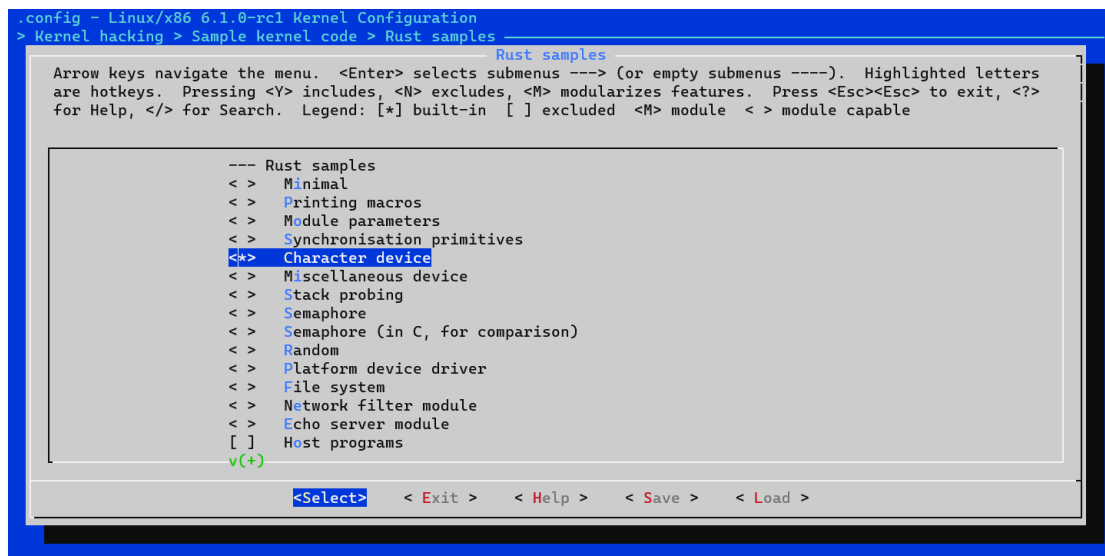 .config - Linux/x86 6.1.0-rc1 Kernel Configuration
> Kernel hacking > Sample kernel code > Rust samples
Rust samples
Arrow keys navigate the menu.  <Enter> selects submenus ---> (or empty submenus ----).  Highlighted letters
are hotkeys.  Pressing <Y> includes, <N> excludes, <M> modularizes features.  Press <Esc><Esc> to exit, <?>
for Help, </> for Search.  Legend: [*] built-in  [ ] excluded  <M> module  < > module capable
--- Rust samples
< >   Minimal
< >   Printing macros
< >   Module parameters
< >   Synchronisation primitives
<*>   Character device
< >   Miscellaneous device
< >   Stack probing
< >   Semaphore
< >   Semaphore (in C, for comparison)
< >   Random
< >   Platform device driver
< >   File system
< >   Network filter module
< >   Echo server module
[ ]   Host programs
v(+)
<Select>    < Exit >    < Help >    < Save >    < Load >